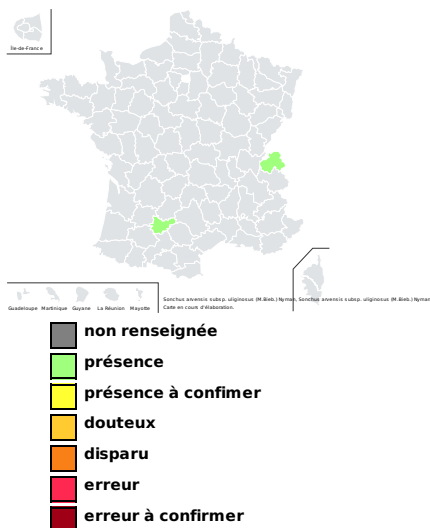 Île-de-France
Guadeloupe Martinique Guyane La Réunion Mayotte
Sonchus arvensis subsp. uliginosus (M.Bieb.) Nyman, Sonchus arvensis subsp. uliginosus (M.Bieb.) Nyman
Carte en cours d'élaboration.
non renseignée
présence
présence à confimer
douteux
disparu
erreur
erreur à confirmer